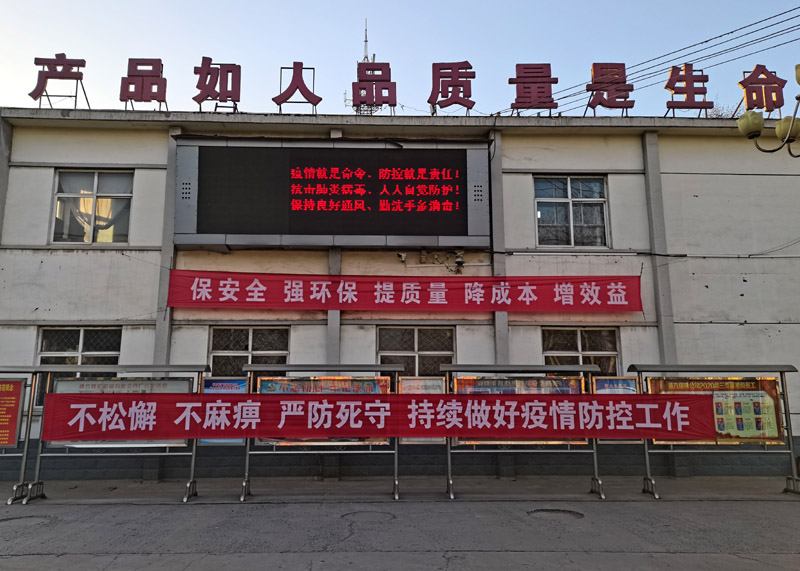 产品如人品质量是生命
疫情就是命令、防控就是责任!
抗击肺炎病毒、人人自觉防护!
保持良好通风、勤洗手多消毒!
保安全 强环保 提质量 降成本 增效益
不松懈 不麻痹 严防死守 持续做好疫情防控工作